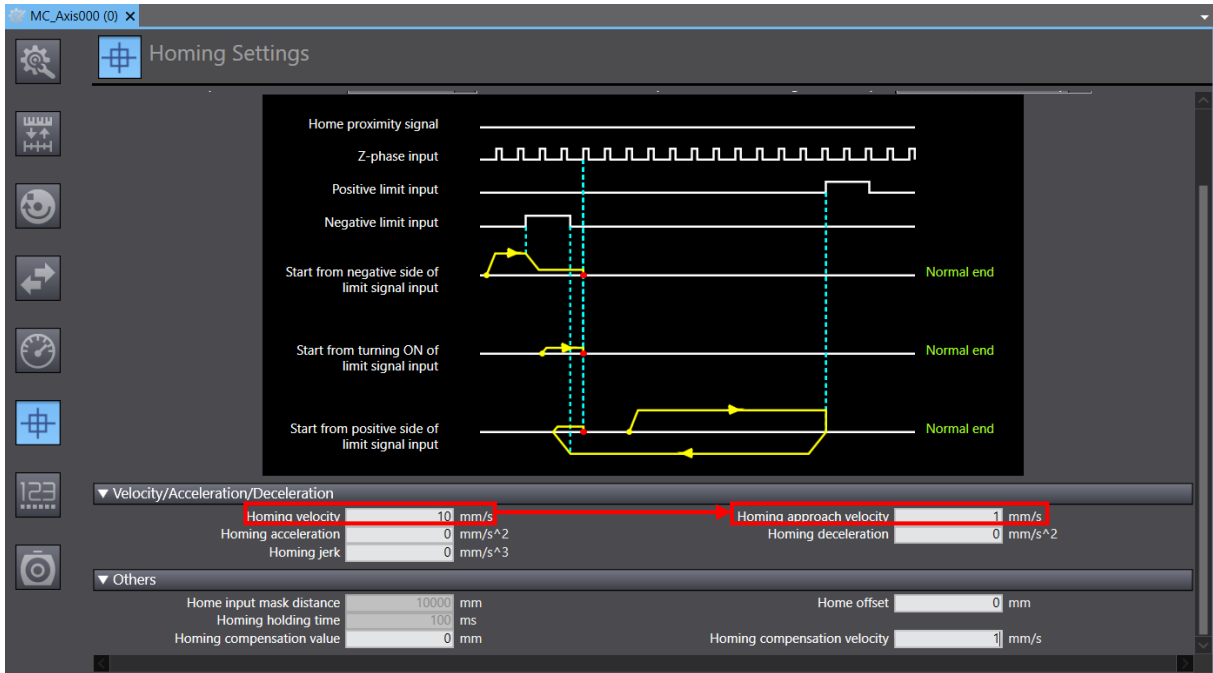 MC_Axis000 (0)
Homing Settings
Home proximity signal
Z-phase input
Positive limit input
Negative limit input
Start from negative side of
limit signal input
Normal end
Start from turning ON of
limit signal input
Normal end
Start from positive side of
limit signal input
Normal end
123
▼ Velocity/Acceleration/Deceleration
Homing velocity 10 mm/s Homing approach velocity 1 mm/s
Homing acceleration 0 mm/s^2 Homing deceleration 0 mm/s^2
Homing jerk 0 mm/s^3
▼ Others
Home input mask distance 10000 mm Home offset 0 mm
Homing holding time 100 ms
Homing compensation value 0 mm Homing compensation velocity 1 mm/s